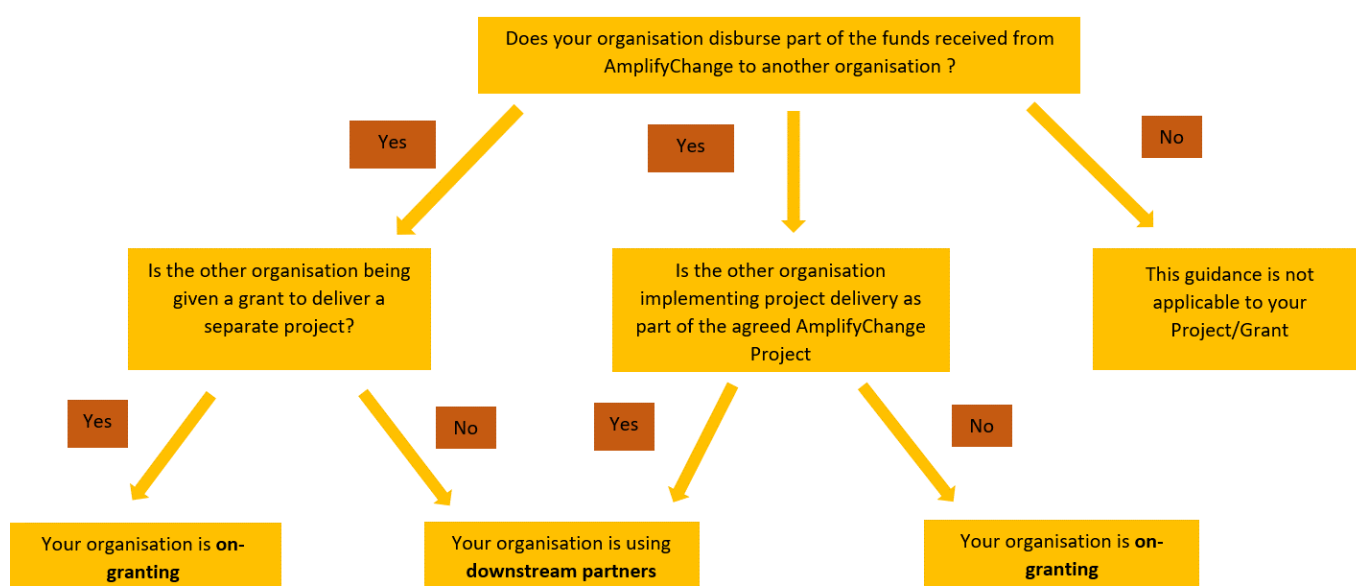 Does your organisation disburse part of the funds received from
AmplifyChange to another organisation ?
Yes
Yes
No
Is the other organisation being
given a grant to deliver a
separate project?
Is the other organisation
implementing project delivery as
part of the agreed AmplifyChange
Project
This guidance is not
applicable to your
Project/Grant
Yes
No
Yes
No
Your organisation is on-
granting
Your organisation is using
downstream partners
Your organisation is on-
granting